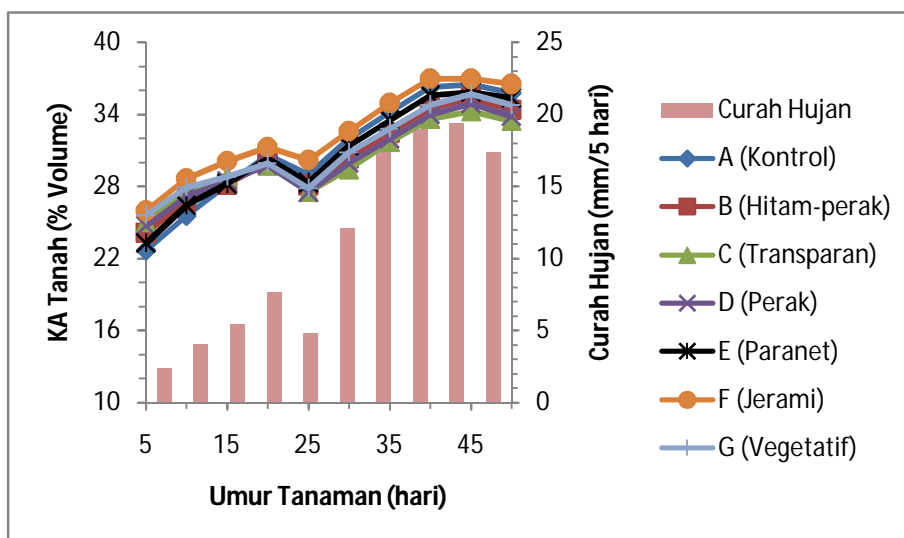 KA Tanah (% Volume)
40
34
28
22
16
10
5
15
25
35
45
Umur Tanaman (hari)
25
20
15
10
5
0
Curah Hujan (mm/5 hari)
Curah Hujan
A (Kontrol)
B (Hitam-perak)
C (Transparan)
D (Perak)
E (Paranet)
F (Jerami)
G (Vegetatif)